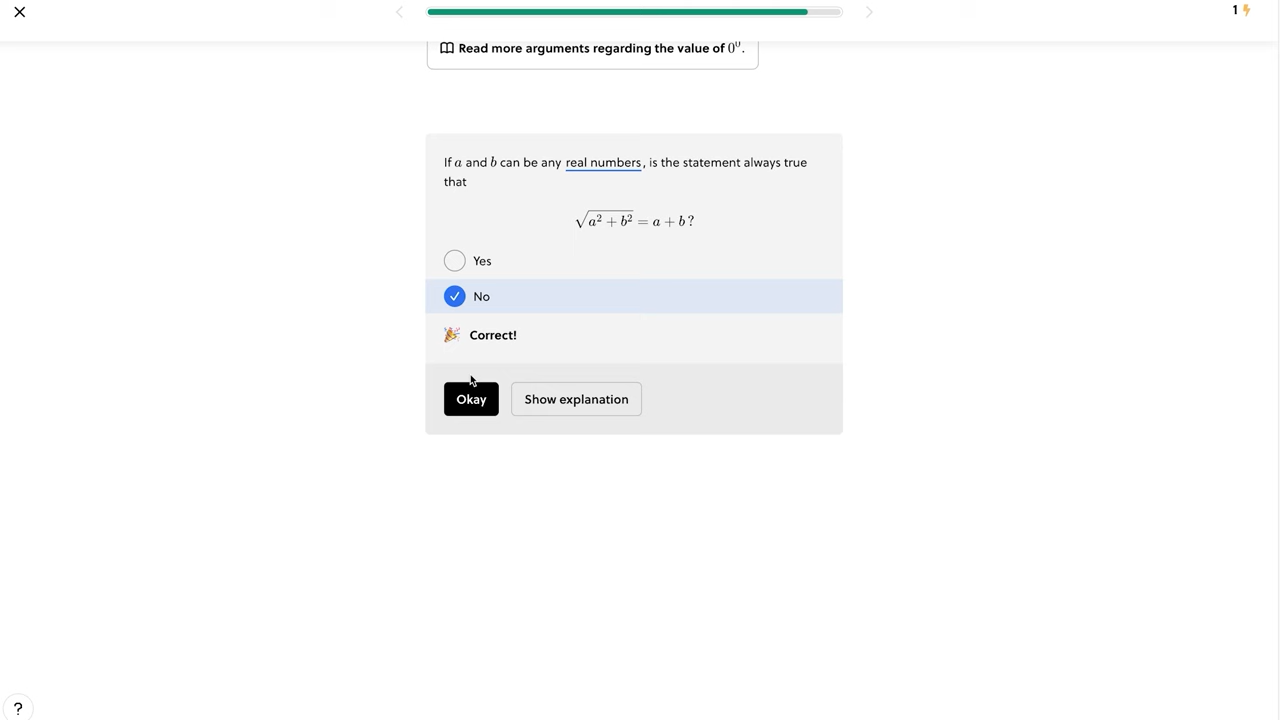 1
Read more arguments regarding the value of 0⁰.
If a and b can be any real numbers, is the statement always true
that
√(a² + b²) = a + b?
Yes
No
Correct!
Okay Show explanation
?